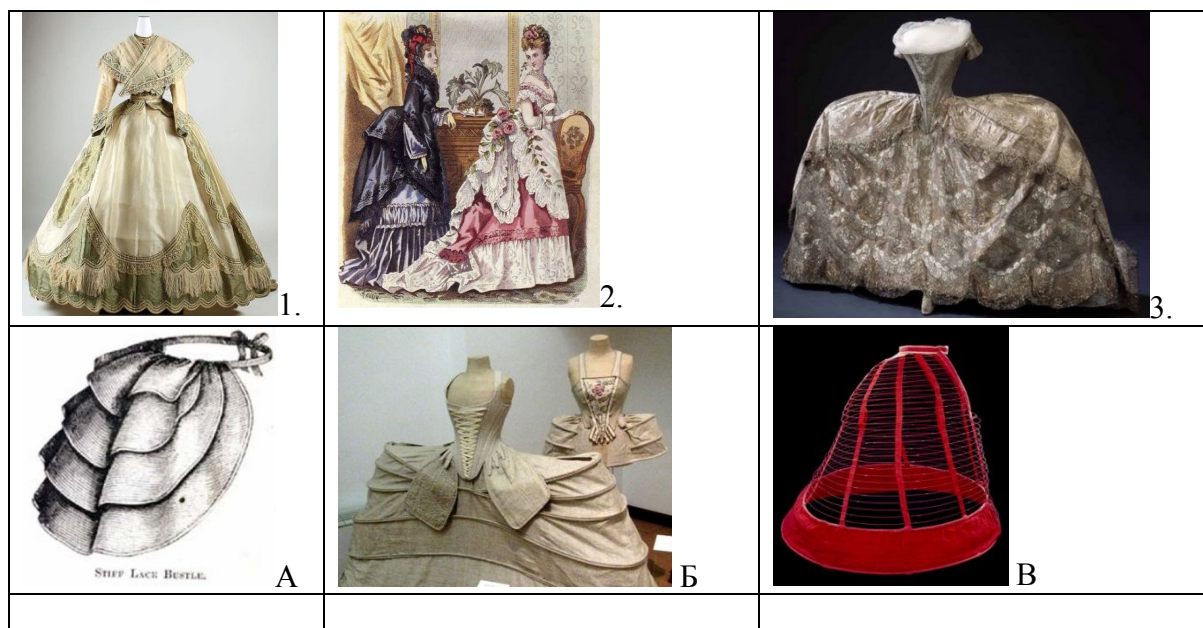 1.
2.
3.
STIFF LACE BUSTLE.
А
Б
В